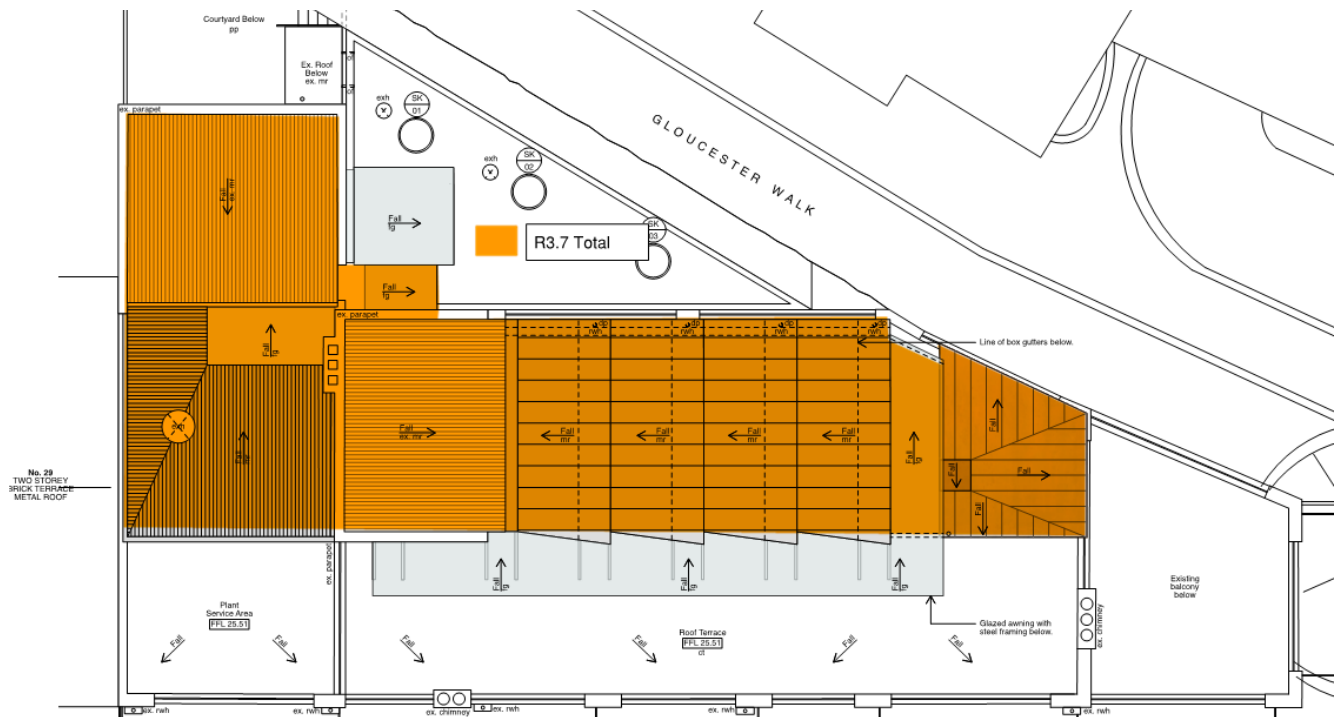 Courtyard Below
pp
Ex. Roof
Below
ex. mr
ex. parapet
exh
SK
01
exh
SK
02
SK
03
GLOUCESTER WALK
Fall
ex. mr
Fall
fg
R3.7 Total
Fall
fg
ex. parapet
Fall
fg
dp
rwh
dp
rwh
dp
rwh
dp
rwh
Line of box gutters below.
exh
Fall
mr
Fall
ex. mr
Fall
mr
Fall
mr
Fall
mr
Fall
mr
Fall
fg
Fall
Fall
Fall
Fall
No. 29
TWO STOREY
BRICK TERRACE
METAL ROOF
ex. parapet
Fall
fg
Fall
fg
Fall
fg
Plant
Service Area
FFL 25.51
Fall
Fall
Fall
Fall
Roof Terrace
FFL 25.51
ct
Fall
Fall
Glazed awning with
steel framing below.
ex. chimney
Existing
balcony
below
ex. rwh
ex. rwh
ex. chimney
ex. rwh
ex. rwh
ex. rwh